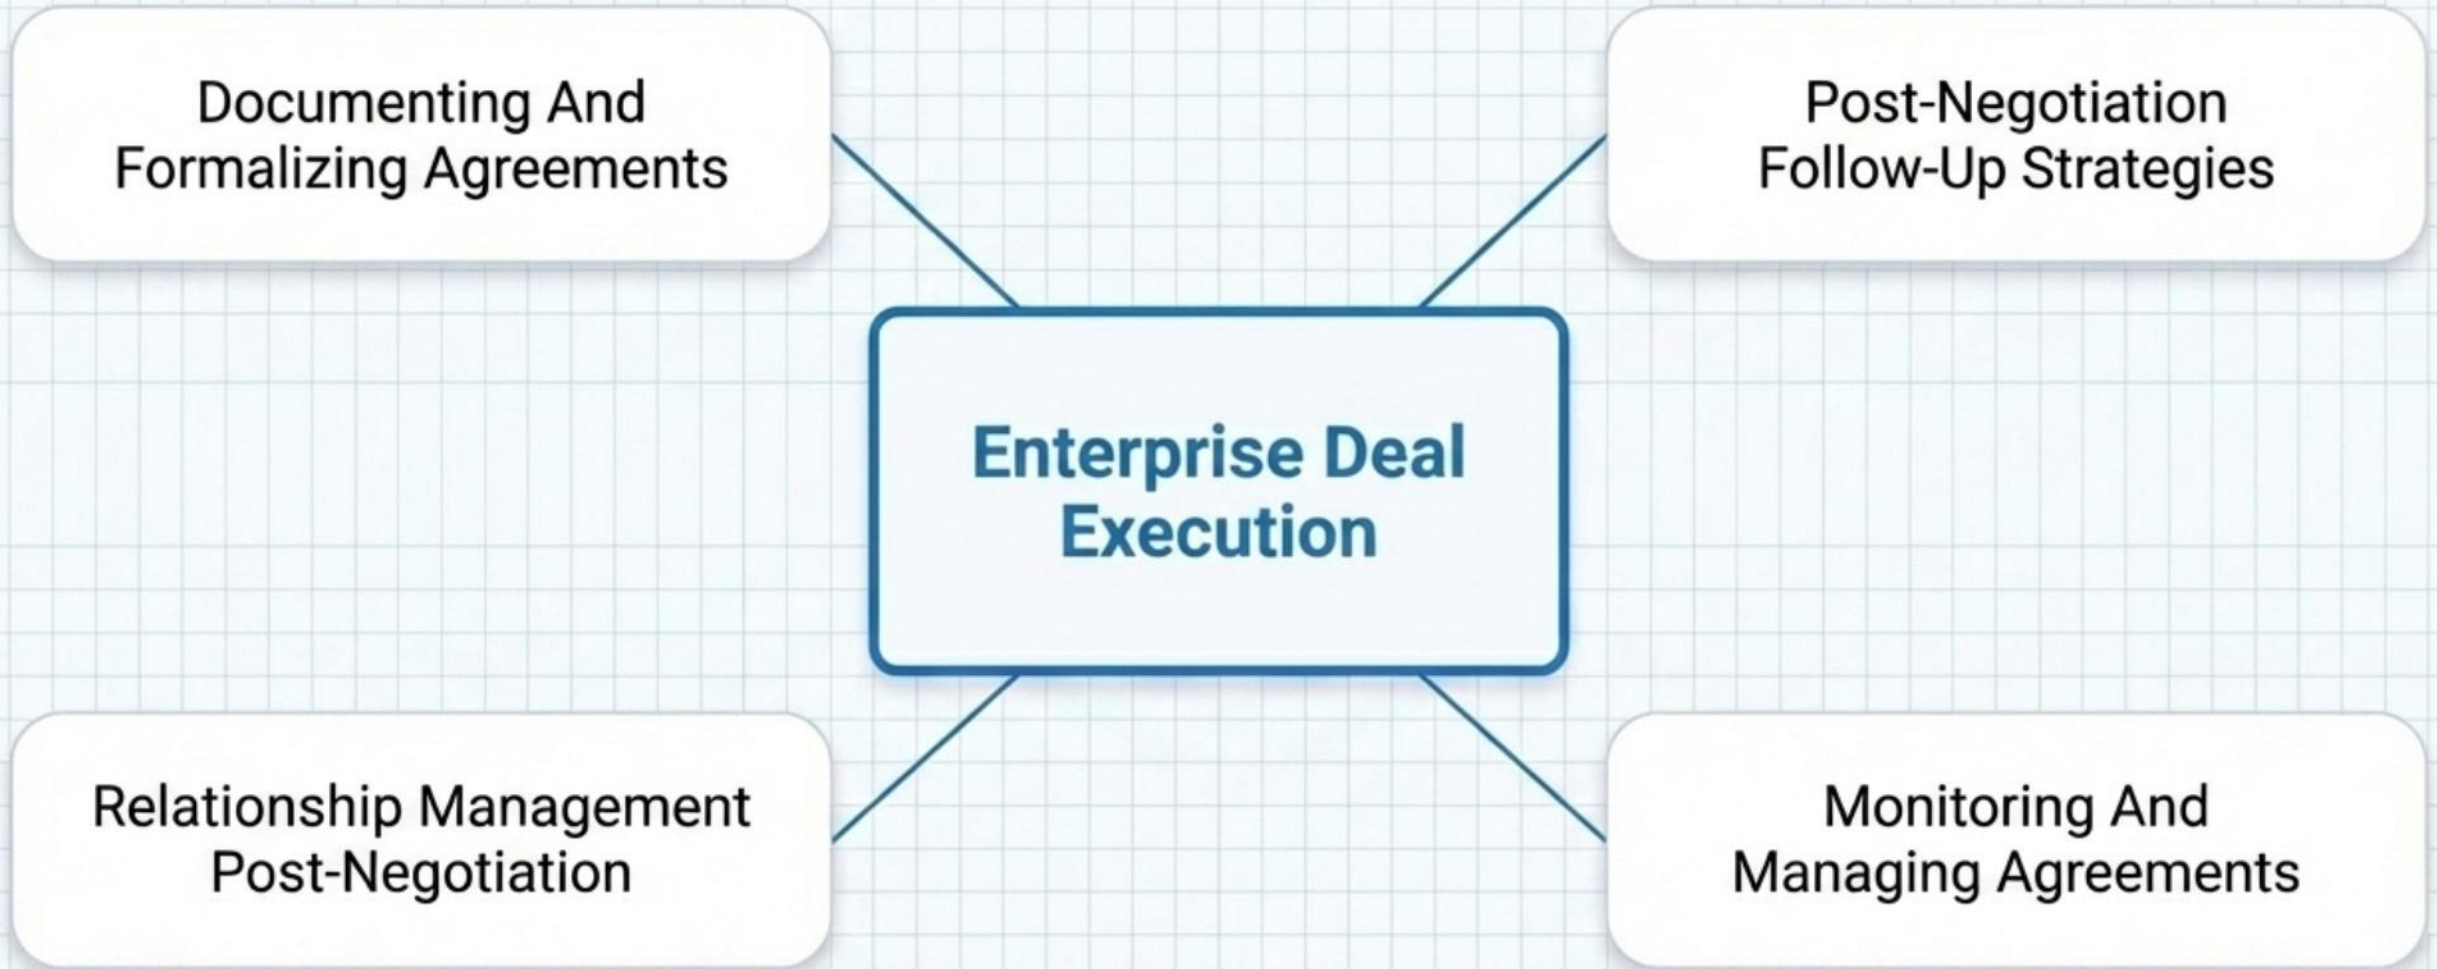 Documenting And
Formalizing Agreements
Post-Negotiation
Follow-Up Strategies
Enterprise Deal
Execution
Relationship Management
Post-Negotiation
Monitoring And
Managing Agreements